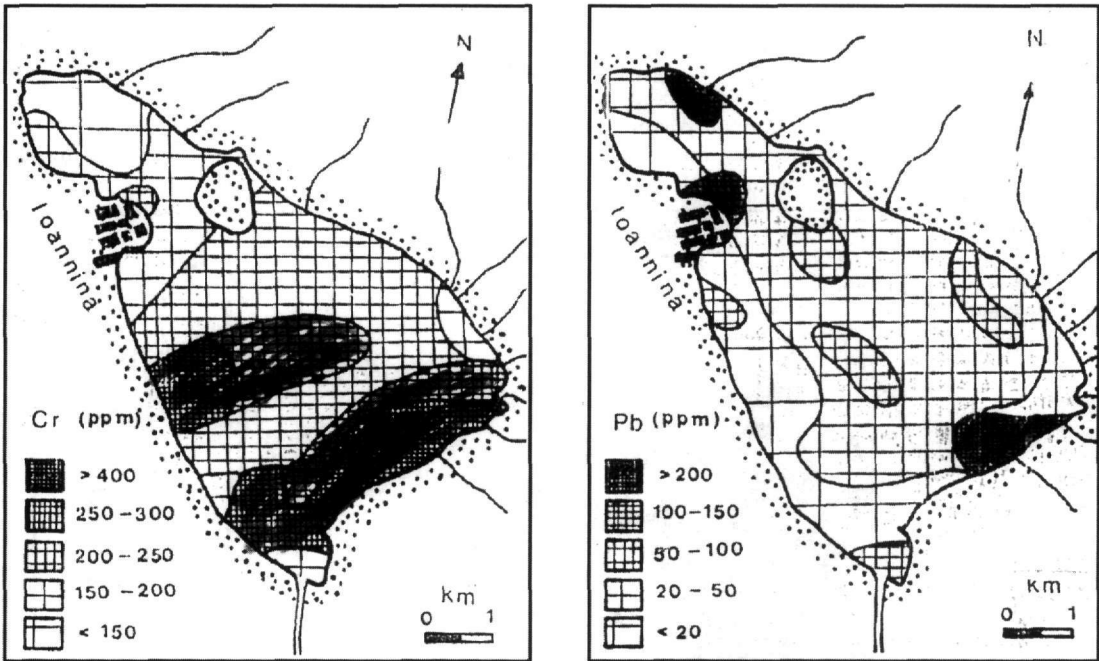 N
Ioannina
Cr (ppm)
> 400
250 – 300
200 – 250
150 – 200
< 150
Km
0 1
N
Ioannina
Pb (ppm)
> 200
100 – 150
50 – 100
20 – 50
< 20
Km
0 1